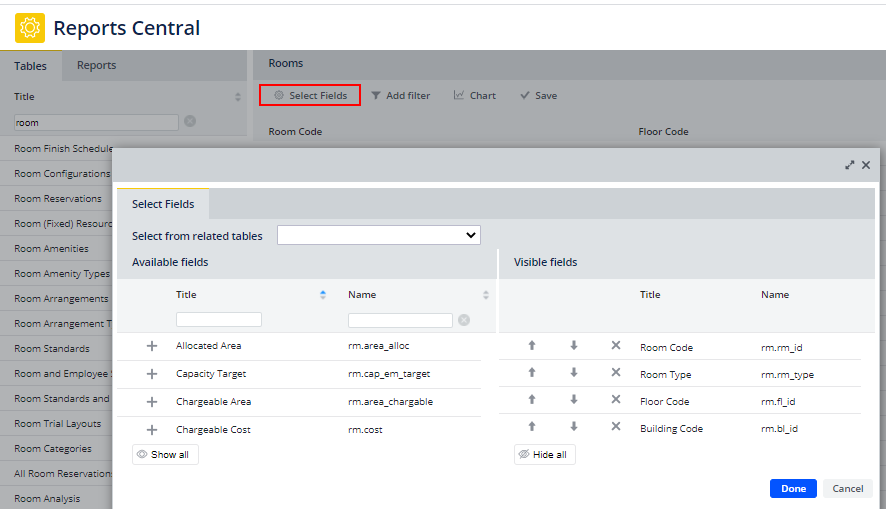 Reports Central
Tables
Reports
Title
room
Room Finish Schedule
Room Configurations
Room Reservations
Room (Fixed) Resourc
Room Amenities
Room Amenity Types
Room Arrangements
Room Arrangement T
Room Standards
Room and Employee S
Room Standards and
Room Trial Layouts
Room Categories
All Room Reservations
Room Analysis
Rooms
Select Fields Add filter Chart Save
Room Code Floor Code
Select Fields
Select from related tables
Available fields
Title Name
Allocated Area rm.area_alloc
Capacity Target rm.cap_em_target
Chargeable Area rm.area_chargable
Chargeable Cost rm.cost
Show all
Visible fields
Title Name
Room Code rm.rm_id
Room Type rm.rm_type
Floor Code rm.fl_id
Building Code rm.bl_id
Hide all
Done Cancel